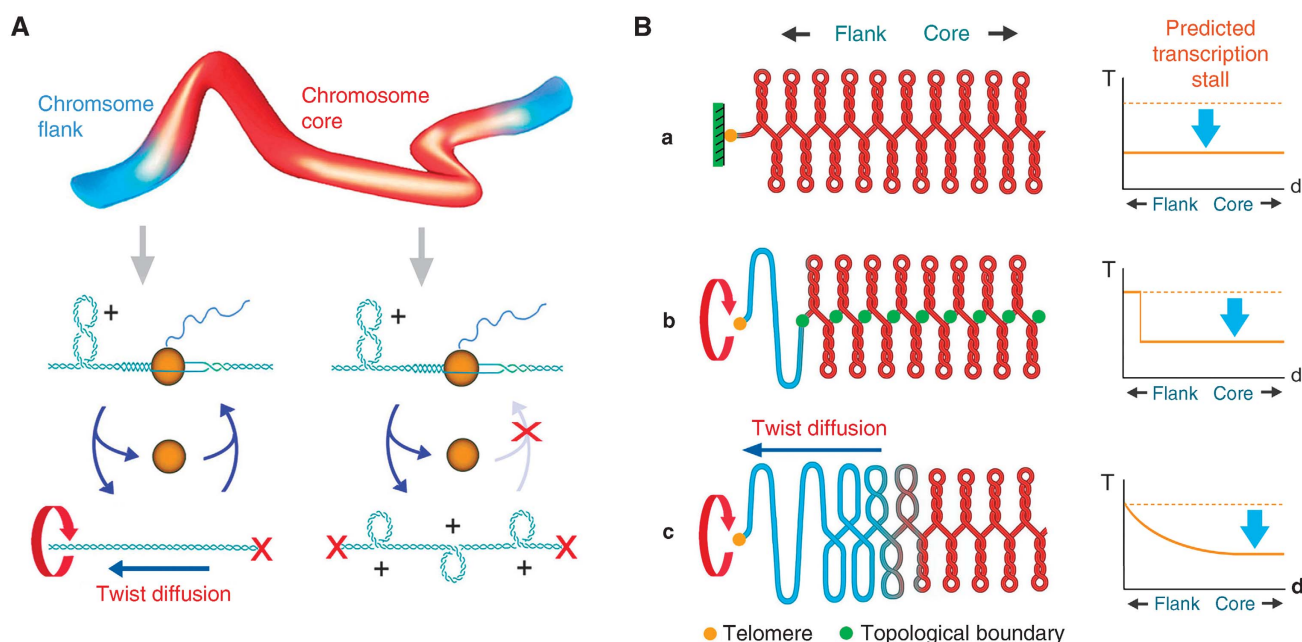 A
Chromsome
flank
Chromosome
core
+
+
X
X
X
X
+
+
+
Twist diffusion
B
Flank Core
Predicted
transcription
stall
a
T
d
Flank Core
b
T
d
Flank Core
Twist diffusion
c
T
d
Flank Core
Telomere
Topological boundary